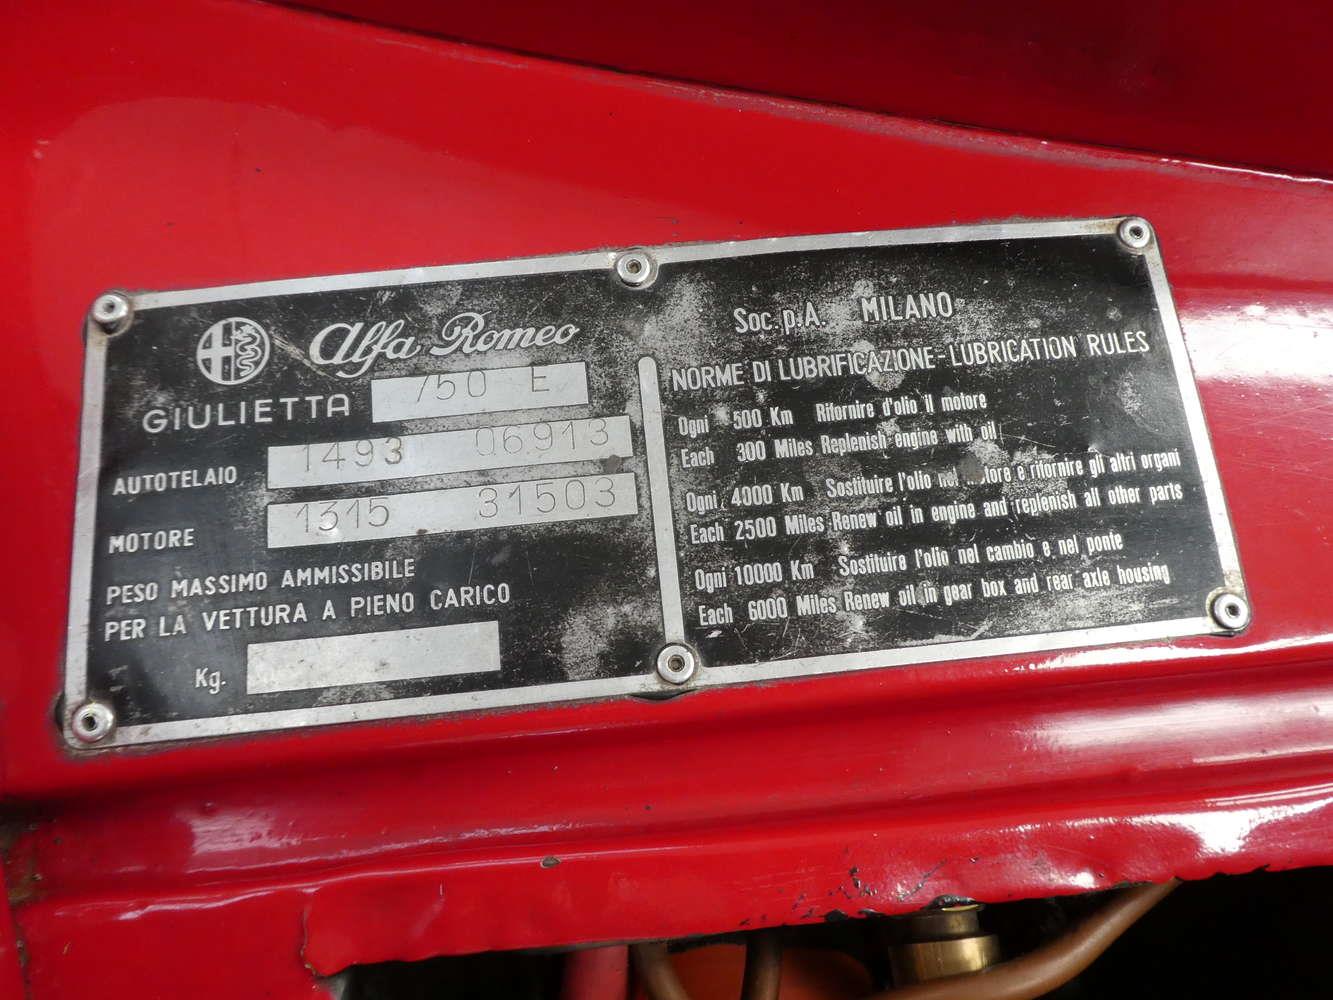 Alfa Romeo
GIULIETTA 750 E
AUTOTELAIO 1493 06913
MOTORE 1315 31503
PESO MASSIMO AMMISSIBILE
PER LA VETTURA A PIENO CARICO
Kg.
Soc. p. A. MILANO
NORME DI LUBRIFICAZIONE - LUBRICATION RULES
Ogni 500 Km Rifornire d'olio il motore
Each 300 Miles Replenish engine with oil
Ogni 4000 Km Sostituire l'olio nel motore e rifornire gli altri organi
Each 2500 Miles Renew oil in engine and replenish all other parts
Ogni 10000 Km Sostituire l'olio nel cambio e nel ponte
Each 6000 Miles Renew oil in gear box and rear axle housing